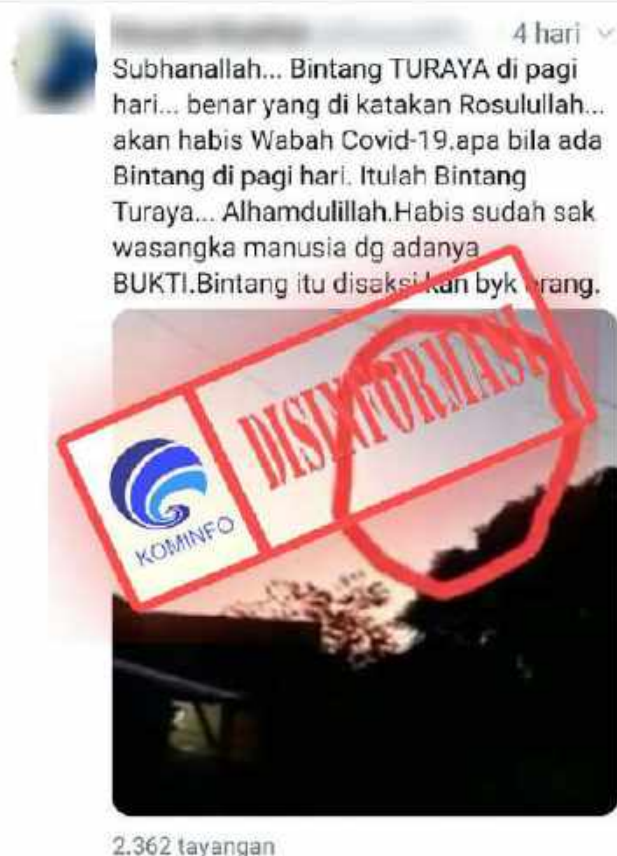 4 hari
Subhanallah... Bintang TURAYA di pagi
hari... benar yang di katakan Rosulullah...
akan habis Wabah Covid-19.apa bila ada
Bintang di pagi hari. Itulah Bintang
Turaya... Alhamdulillah.Habis sudah sak
wasangka manusia dg adanya
BUKTI.Bintang itu disaksi kan byk orang.
DISINFORMASI
KOMINFO
2.362 tayangan